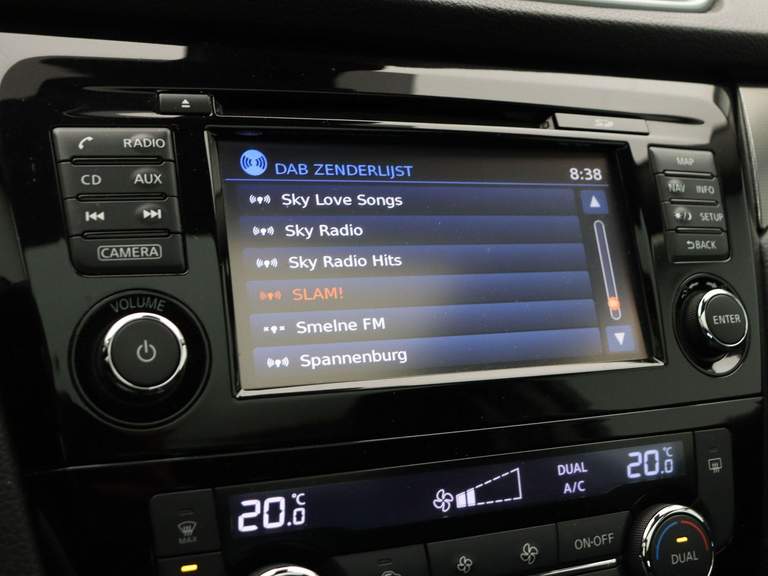 RADIO
CD AUX
CAMERA
VOLUME
DAB ZENDERLIJST 8:38
Sky Love Songs
Sky Radio
Sky Radio Hits
SLAM!
Smelne FM
Spannenburg
MAP
NAV INFO
SETUP
BACK
ENTER
20.0 °C
DUAL
A/C
20.0 °C
MAX
ON-OFF
DUAL